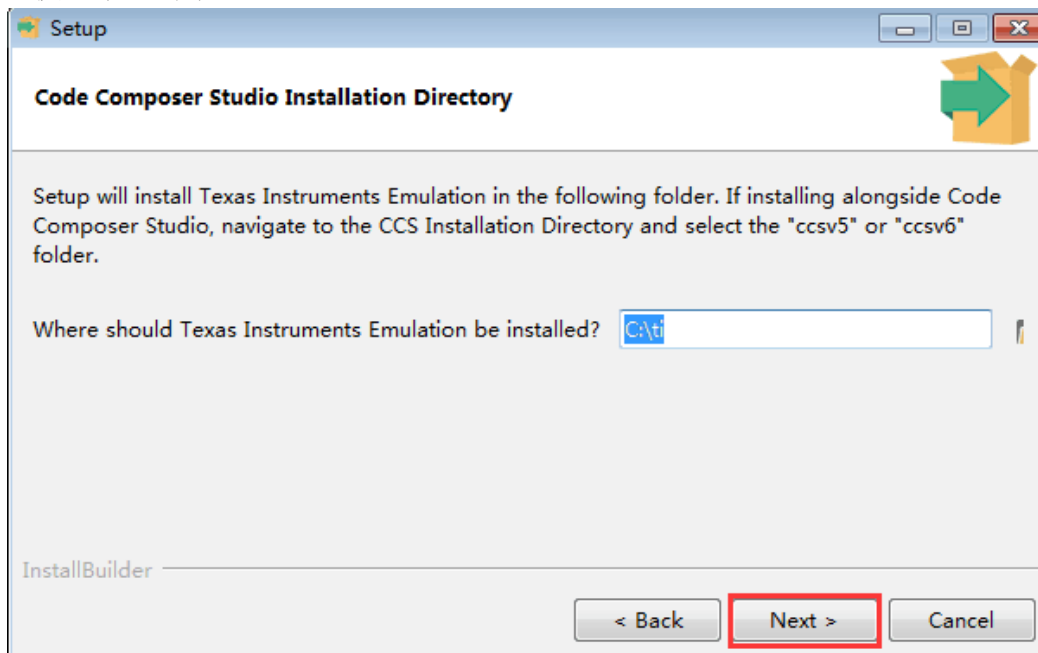 Setup
Code Composer Studio Installation Directory
Setup will install Texas Instruments Emulation in the following folder. If installing alongside Code
Composer Studio, navigate to the CCS Installation Directory and select the "ccsv5" or "ccsv6"
folder.
Where should Texas Instruments Emulation be installed? C:\ti
InstallBuilder
< Back Next > Cancel